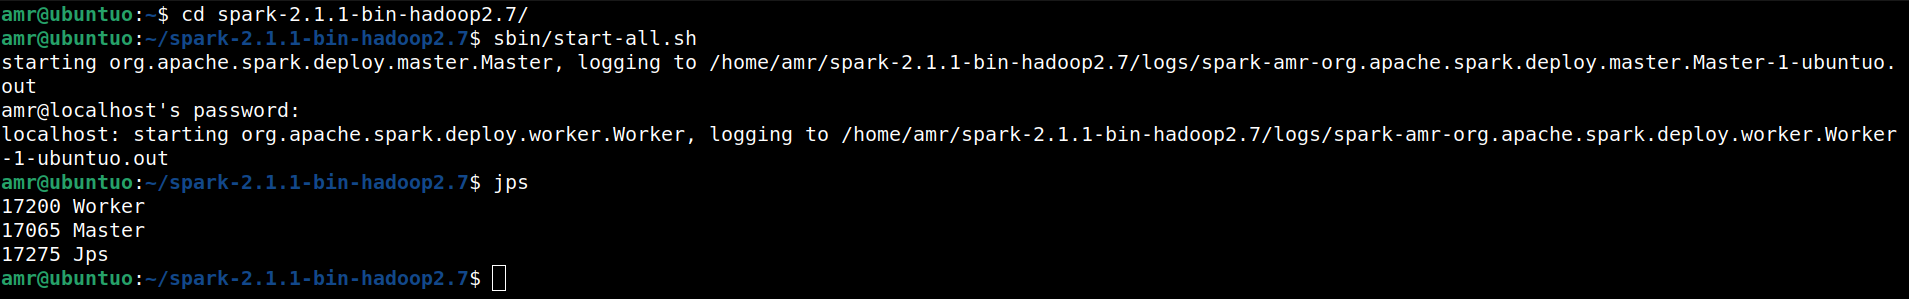 amr@ubuntuo:~$ cd spark-2.1.1-bin-hadoop2.7/
amr@ubuntuo:~/spark-2.1.1-bin-hadoop2.7$ sbin/start-all.sh
starting org.apache.spark.deploy.master.Master, logging to /home/amr/spark-2.1.1-bin-hadoop2.7/logs/spark-amr-org.apache.spark.deploy.master.Master-1-ubuntuo.
out
amr@localhost's password:
localhost: starting org.apache.spark.deploy.worker.Worker, logging to /home/amr/spark-2.1.1-bin-hadoop2.7/logs/spark-amr-org.apache.spark.deploy.worker.Worker
-1-ubuntuo.out
amr@ubuntuo:~/spark-2.1.1-bin-hadoop2.7$ jps
17200 Worker
17065 Master
17275 Jps
amr@ubuntuo:~/spark-2.1.1-bin-hadoop2.7$